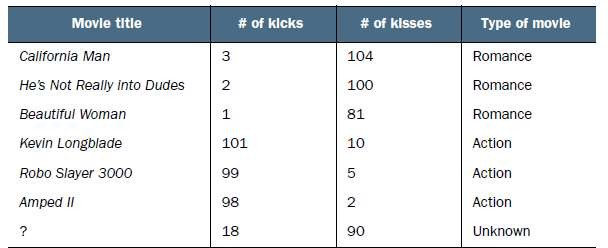 Movie title # of kicks # of kisses Type of movie
California Man 3 104 Romance
He's Not Really into Dudes 2 100 Romance
Beautiful Woman 1 81 Romance
Kevin Longblade 101 10 Action
Robo Slayer 3000 99 5 Action
Amped II 98 2 Action
? 18 90 Unknown